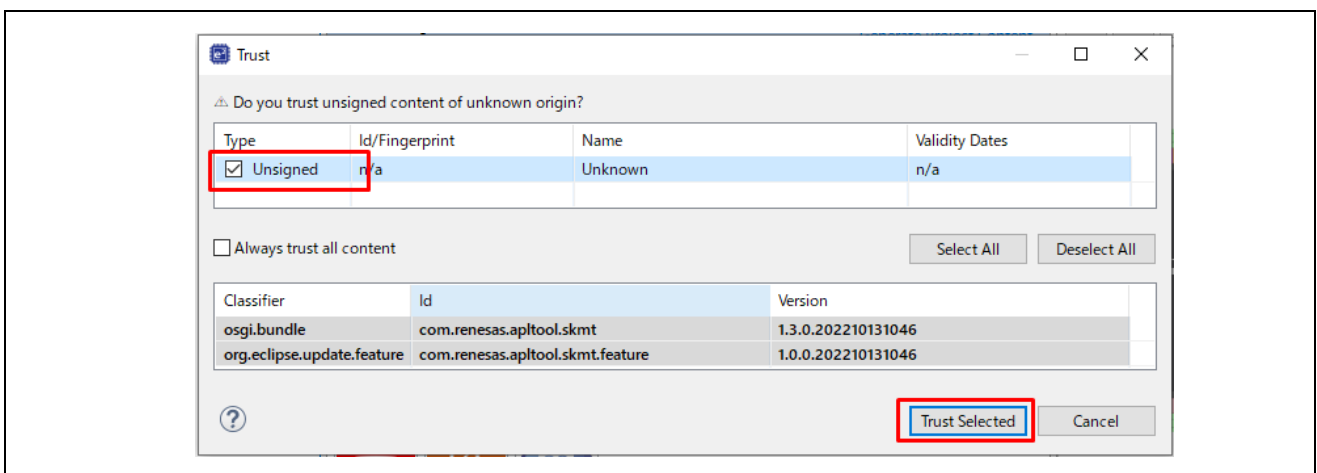 Trust
Do you trust unsigned content of unknown origin?
Type Id/Fingerprint Name Validity Dates
Unsigned n/a Unknown n/a
Always trust all content Select All Deselect All
Classifier Id Version
osgi.bundle com.renesas.apltool.skmt 1.3.0.202210131046
org.eclipse.update.feature com.renesas.apltool.skmt.feature 1.0.0.202210131046
? Trust Selected Cancel